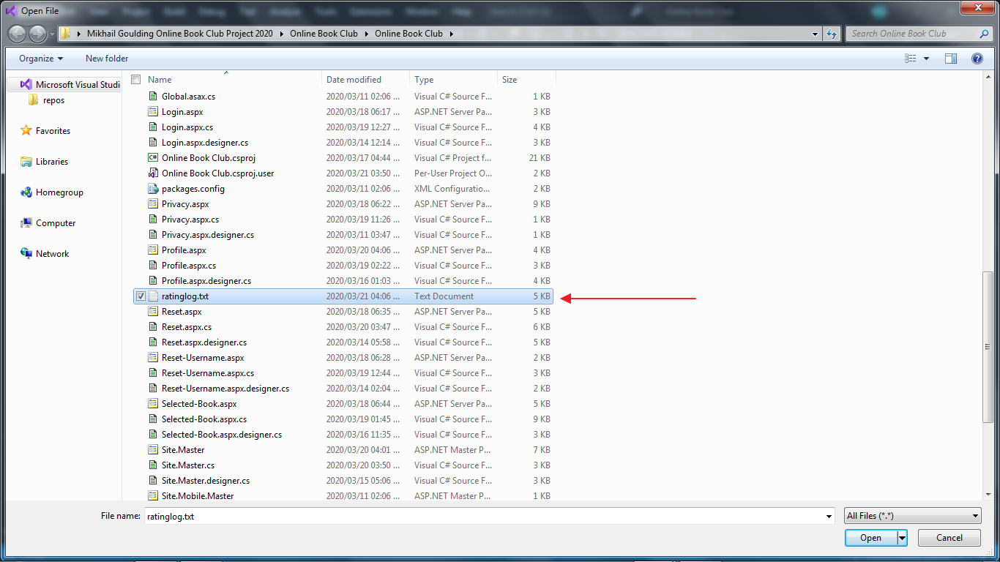 Open File
Mikhail Goulding Online Book Club Project 2020 Online Book Club Online Book Club
Search Online Book Club
Organize New folder
Microsoft Visual Studi
repos
Favorites
Libraries
Homegroup
Computer
Network
Name Date modified Type Size
Global.asax.cs 2020/03/11 02:06 ... Visual C# Source F... 1 KB
Login.aspx 2020/03/18 06:17 ... ASP.NET Server Pa... 3 KB
Login.aspx.cs 2020/03/19 12:27 ... Visual C# Source F... 4 KB
Login.aspx.designer.cs 2020/03/14 12:14 ... Visual C# Source F... 3 KB
Online Book Club.csproj 2020/03/17 04:44 ... Visual C# Project f... 21 KB
Online Book Club.csproj.user 2020/03/21 03:50 ... Per-User Project O... 2 KB
packages.config 2020/03/11 02:06 ... XML Configuratio... 2 KB
Privacy.aspx 2020/03/18 06:22 ... ASP.NET Server Pa... 9 KB
Privacy.aspx.cs 2020/03/19 11:26 ... Visual C# Source F... 1 KB
Privacy.aspx.designer.cs 2020/03/11 03:47 ... Visual C# Source F... 1 KB
Profile.aspx 2020/03/20 04:06 ... ASP.NET Server Pa... 4 KB
Profile.aspx.cs 2020/03/19 02:22 ... Visual C# Source F... 3 KB
Profile.aspx.designer.cs 2020/03/16 01:03 ... Visual C# Source F... 4 KB
ratinglog.txt 2020/03/21 04:06 ... Text Document 5 KB
Reset.aspx 2020/03/18 06:35 ... ASP.NET Server Pa... 5 KB
Reset.aspx.cs 2020/03/20 03:47 ... Visual C# Source F... 6 KB
Reset.aspx.designer.cs 2020/03/14 05:58 ... Visual C# Source F... 5 KB
Reset-Username.aspx 2020/03/18 06:28 ... ASP.NET Server Pa... 2 KB
Reset-Username.aspx.cs 2020/03/19 12:44 ... Visual C# Source F... 3 KB
Reset-Username.aspx.designer.cs 2020/03/14 02:04 ... Visual C# Source F... 2 KB
Selected-Book.aspx 2020/03/18 06:44 ... ASP.NET Server Pa... 5 KB
Selected-Book.aspx.cs 2020/03/19 01:45 ... Visual C# Source F... 9 KB
Selected-Book.aspx.designer.cs 2020/03/16 11:35 ... Visual C# Source F... 3 KB
Site.Master 2020/03/20 04:01 ... ASP.NET Master P... 7 KB
Site.Master.cs 2020/03/20 03:50 ... Visual C# Source F... 3 KB
Site.Master.designer.cs 2020/03/15 05:06 ... Visual C# Source F... 3 KB
Site.Mobile.Master 2020/03/11 02:06 ... ASP.NET Master P... 1 KB
File name: ratinglog.txt All Files (*.*)
Open Cancel